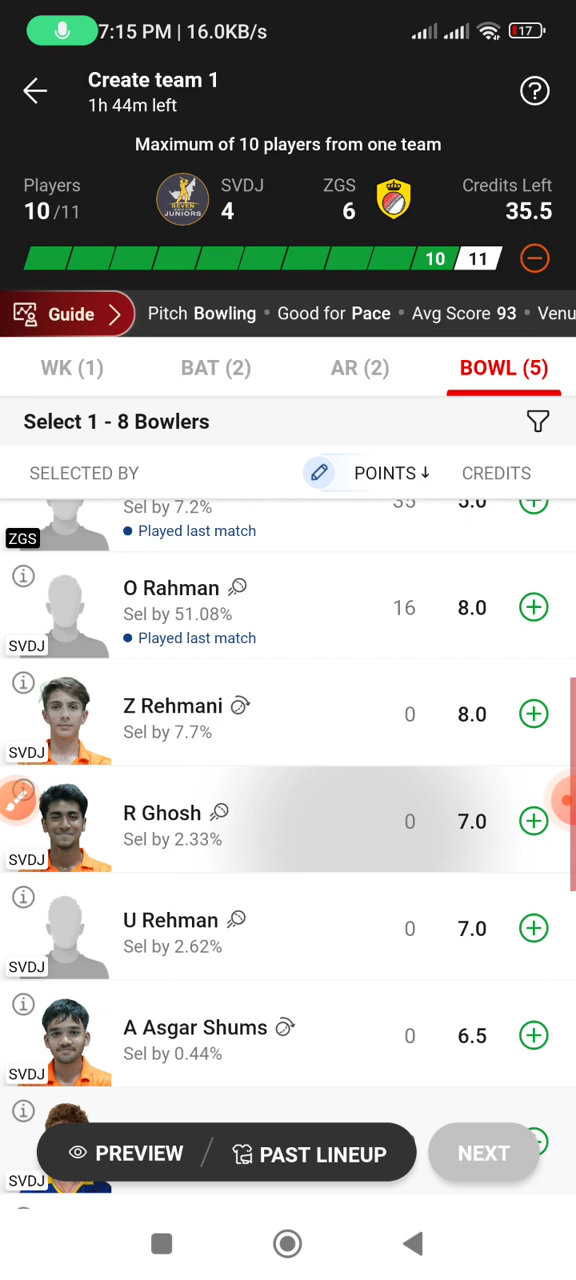 7:15 PM | 16.0KB/s
17
Create team 1
1h 44m left
Maximum of 10 players from one team
Players
10/11
SEVEN
JUNIORS
SVDJ
4
ZGS
6
Credits Left
35.5
10
11
Guide
Pitch Bowling • Good for Pace • Avg Score 93 • Venu
WK (1)
BAT (2)
AR (2)
BOWL (5)
Select 1 - 8 Bowlers
SELECTED BY
POINTS↓
CREDITS
Sel by 7.2%
35
5.0
Played last match
ZGS
O Rahman
Sel by 51.08%
16
8.0
Played last match
SVDJ
Z Rehmani
Sel by 7.7%
0
8.0
SVDJ
R Ghosh
Sel by 2.33%
0
7.0
SVDJ
U Rehman
Sel by 2.62%
0
7.0
SVDJ
A Asgar Shums
Sel by 0.44%
0
6.5
SVDJ
PREVIEW
PAST LINEUP
NEXT
SVDJ